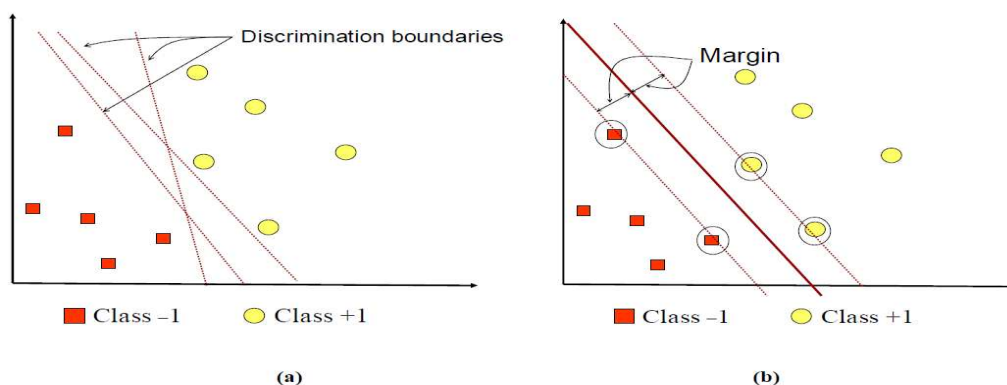 Discrimination boundaries
Class –1
Class +1
(a)
Margin
Class –1
Class +1
(b)